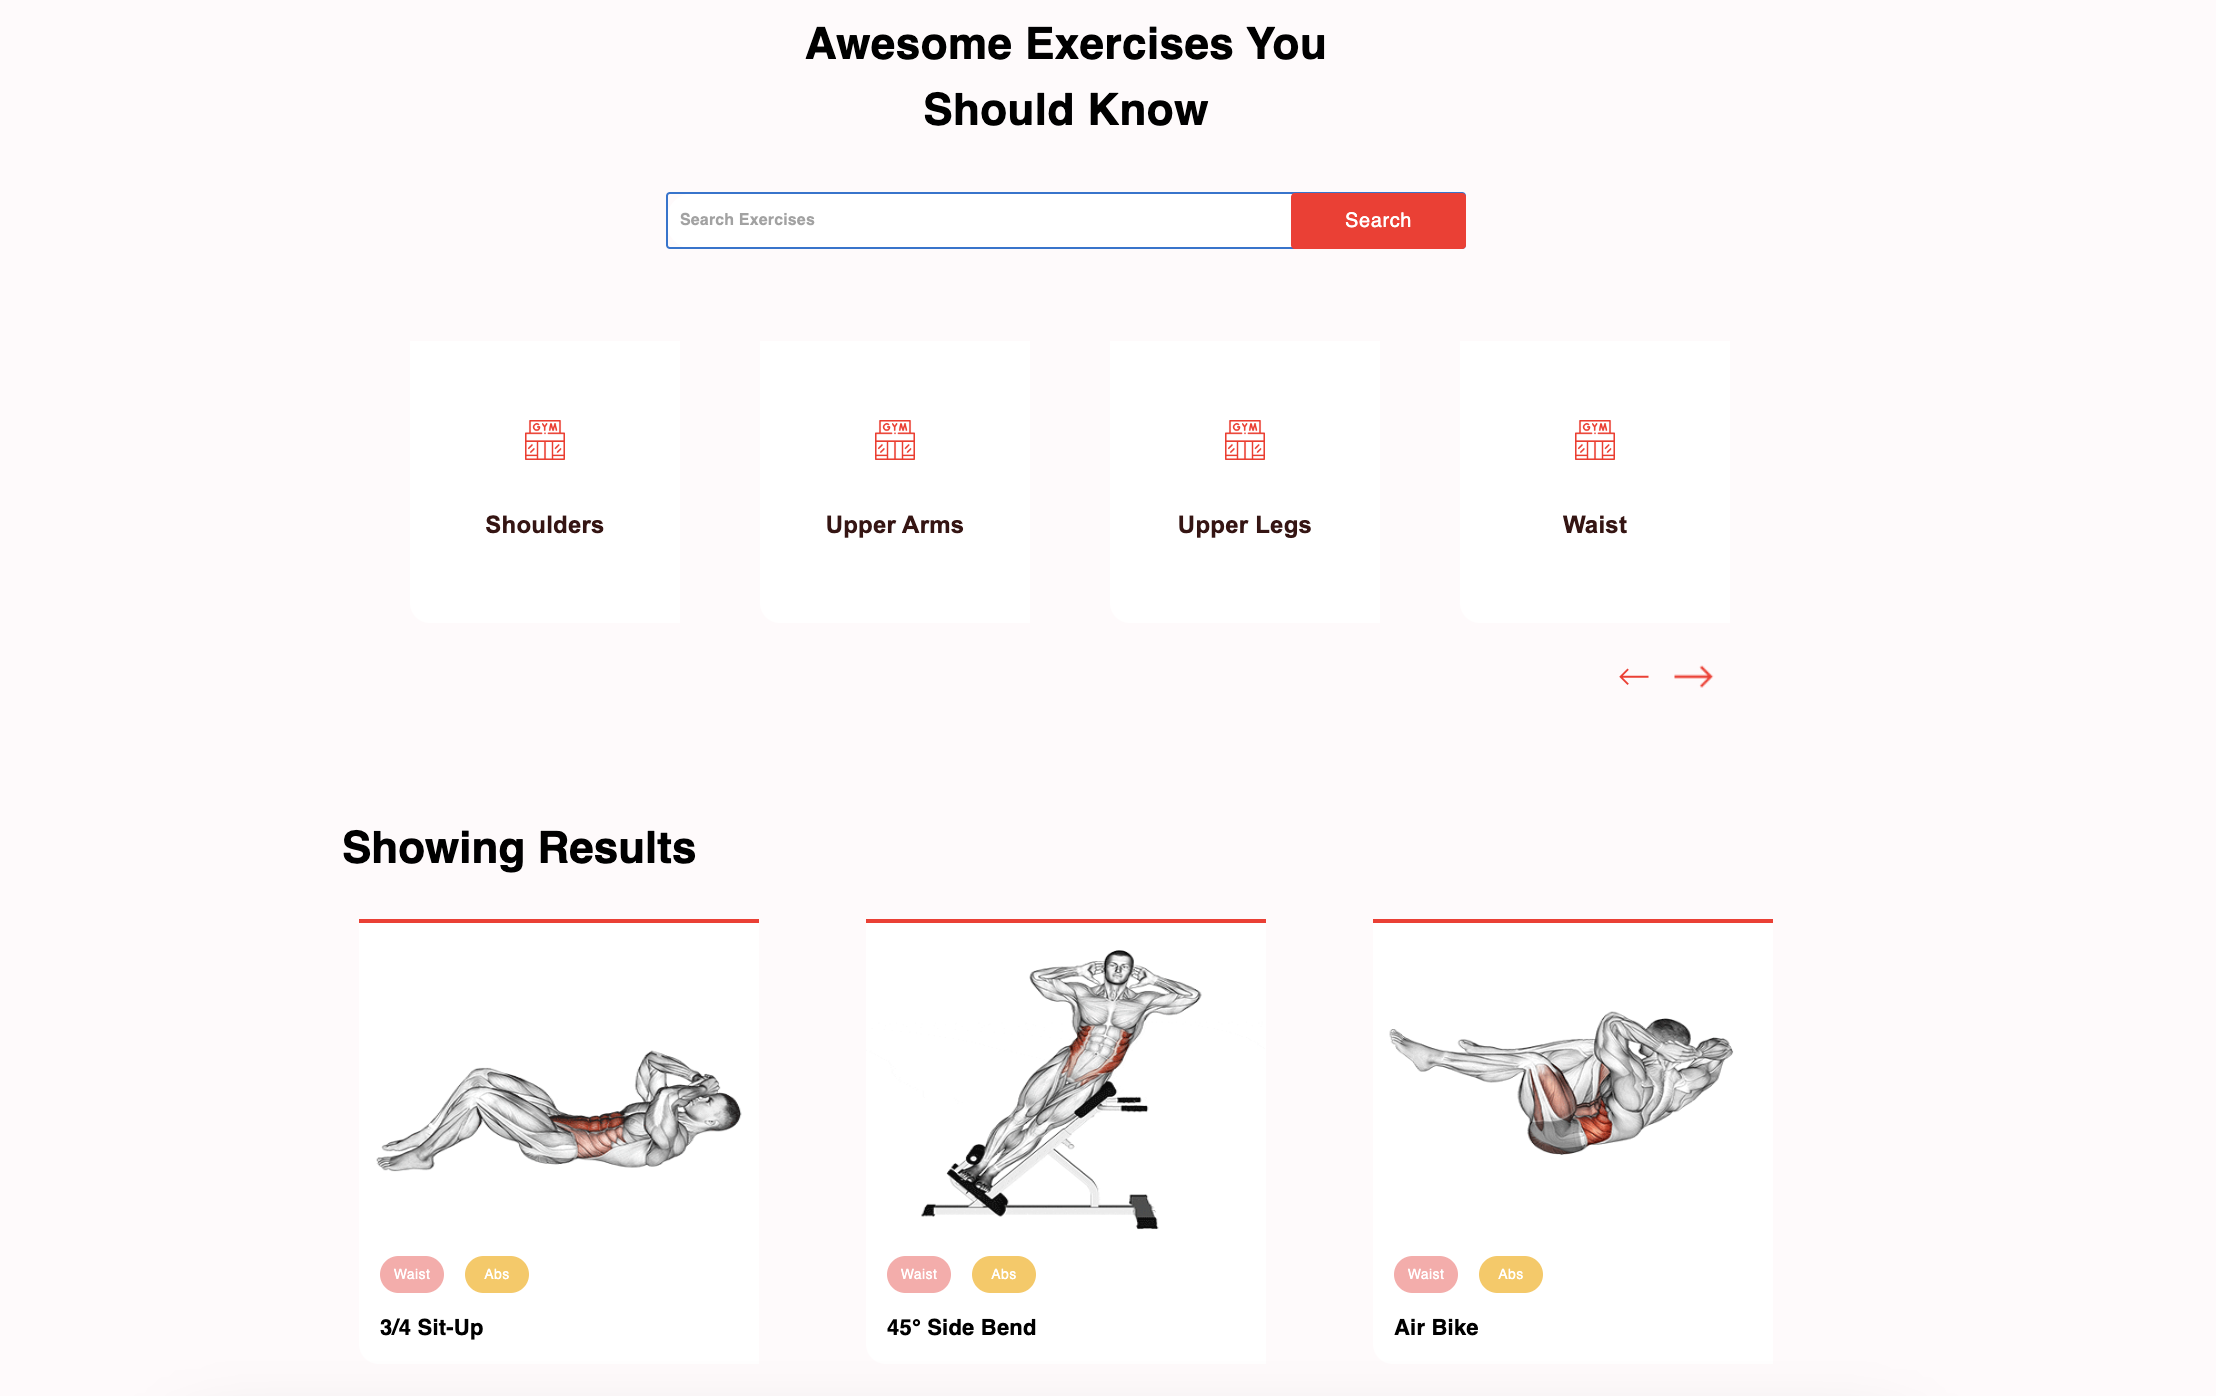 Awesome Exercises You
Should Know
Search Exercises
Search
GYM
GYM
GYM
GYM
Shoulders
Upper Arms
Upper Legs
Waist
Showing Results
Waist
Abs
3/4 Sit-Up
Waist
Abs
45° Side Bend
Waist
Abs
Air Bike